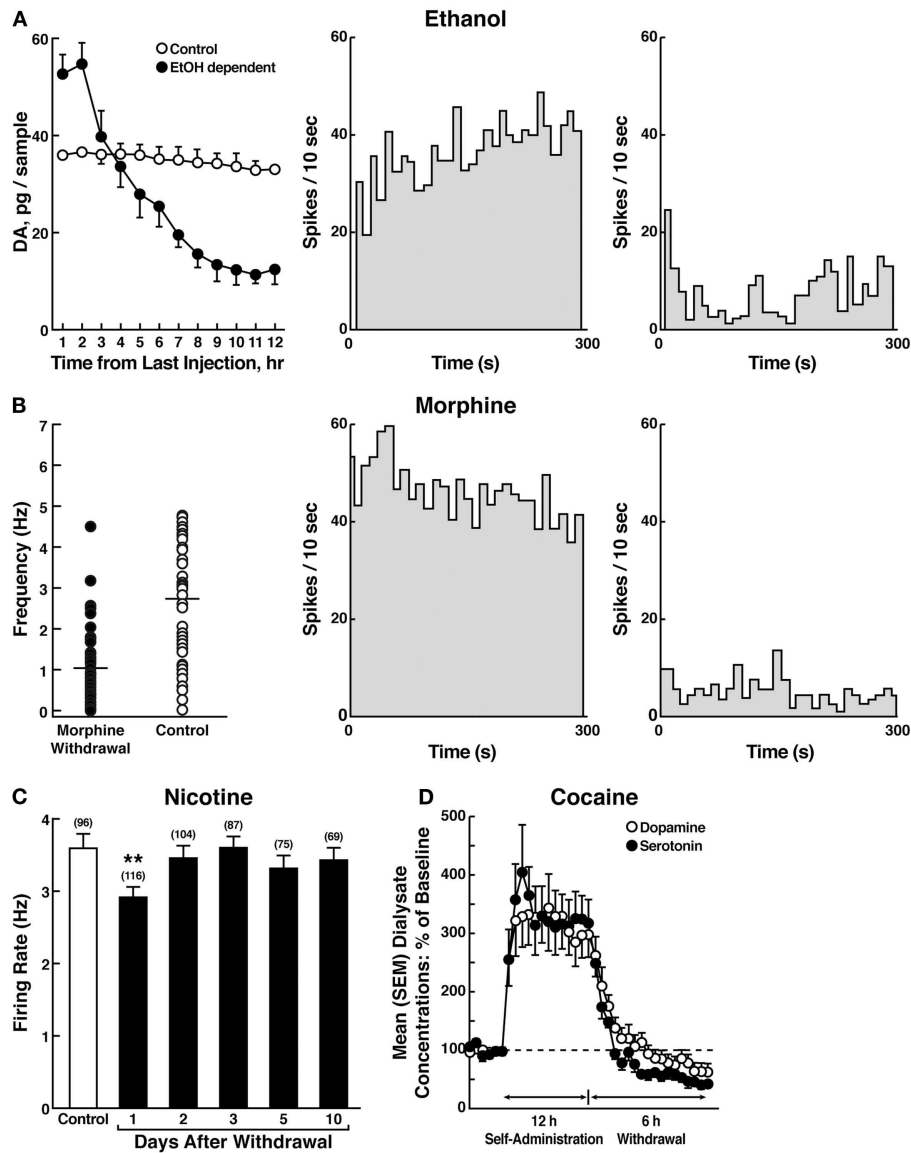 A
Ethanol
60
40
20
0
DA, pg / sample
Control
EtOH dependent
1 2 3 4 5 6 7 8 9 10 11 12
Time from Last Injection, hr
60
40
20
0
Spikes / 10 sec
0 300
Time (s)
60
40
20
0
Spikes / 10 sec
0 300
Time (s)
B
Morphine
7
6
5
4
3
2
1
0
Frequency (Hz)
Morphine
Withdrawal
Control
60
40
20
0
Spikes / 10 sec
0 300
Time (s)
60
40
20
0
Spikes / 10 sec
0 300
Time (s)
C
Nicotine
4
3
2
1
0
Firing Rate (Hz)
(96)
**
(116)
(104)
(87)
(75)
(69)
Control 1 2 3 5 10
Days After Withdrawal
D
Cocaine
500
400
300
200
100
0
Mean (SEM) Dialysate
Concentrations: % of Baseline
Dopamine
Serotonin
12 h
Self-Administration
6 h
Withdrawal